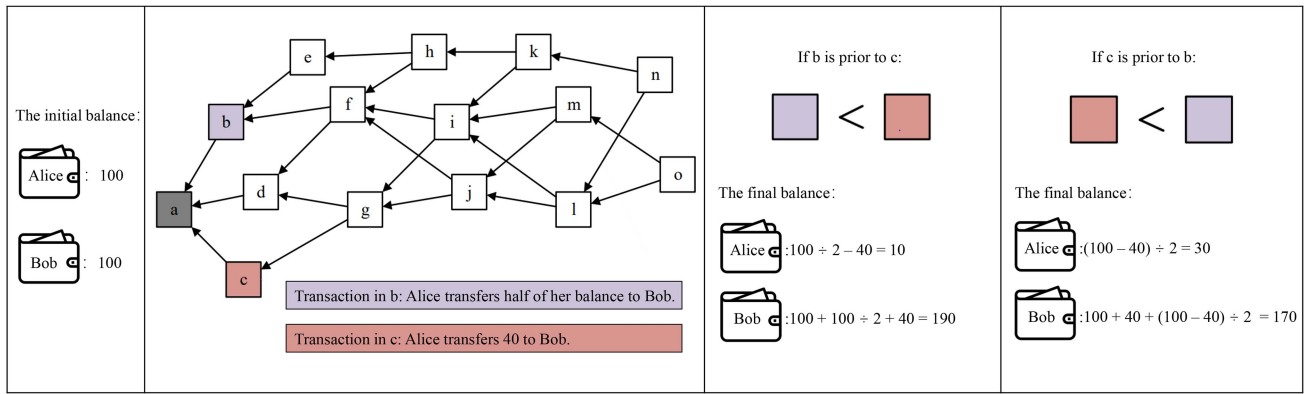 The initial balance:
Alice : 100
Bob : 100
e
h
k
n
b
f
i
m
a
d
g
j
l
o
c
Transaction in b: Alice transfers half of her balance to Bob.
Transaction in c: Alice transfers 40 to Bob.
If b is prior to c:
<
The final balance:
Alice :100 ÷ 2 – 40 = 10
Bob :100 + 100 ÷ 2 + 40 = 190
If c is prior to b:
<
The final balance:
Alice :(100 – 40) ÷ 2 = 30
Bob :100 + 40 + (100 – 40) ÷ 2 = 170